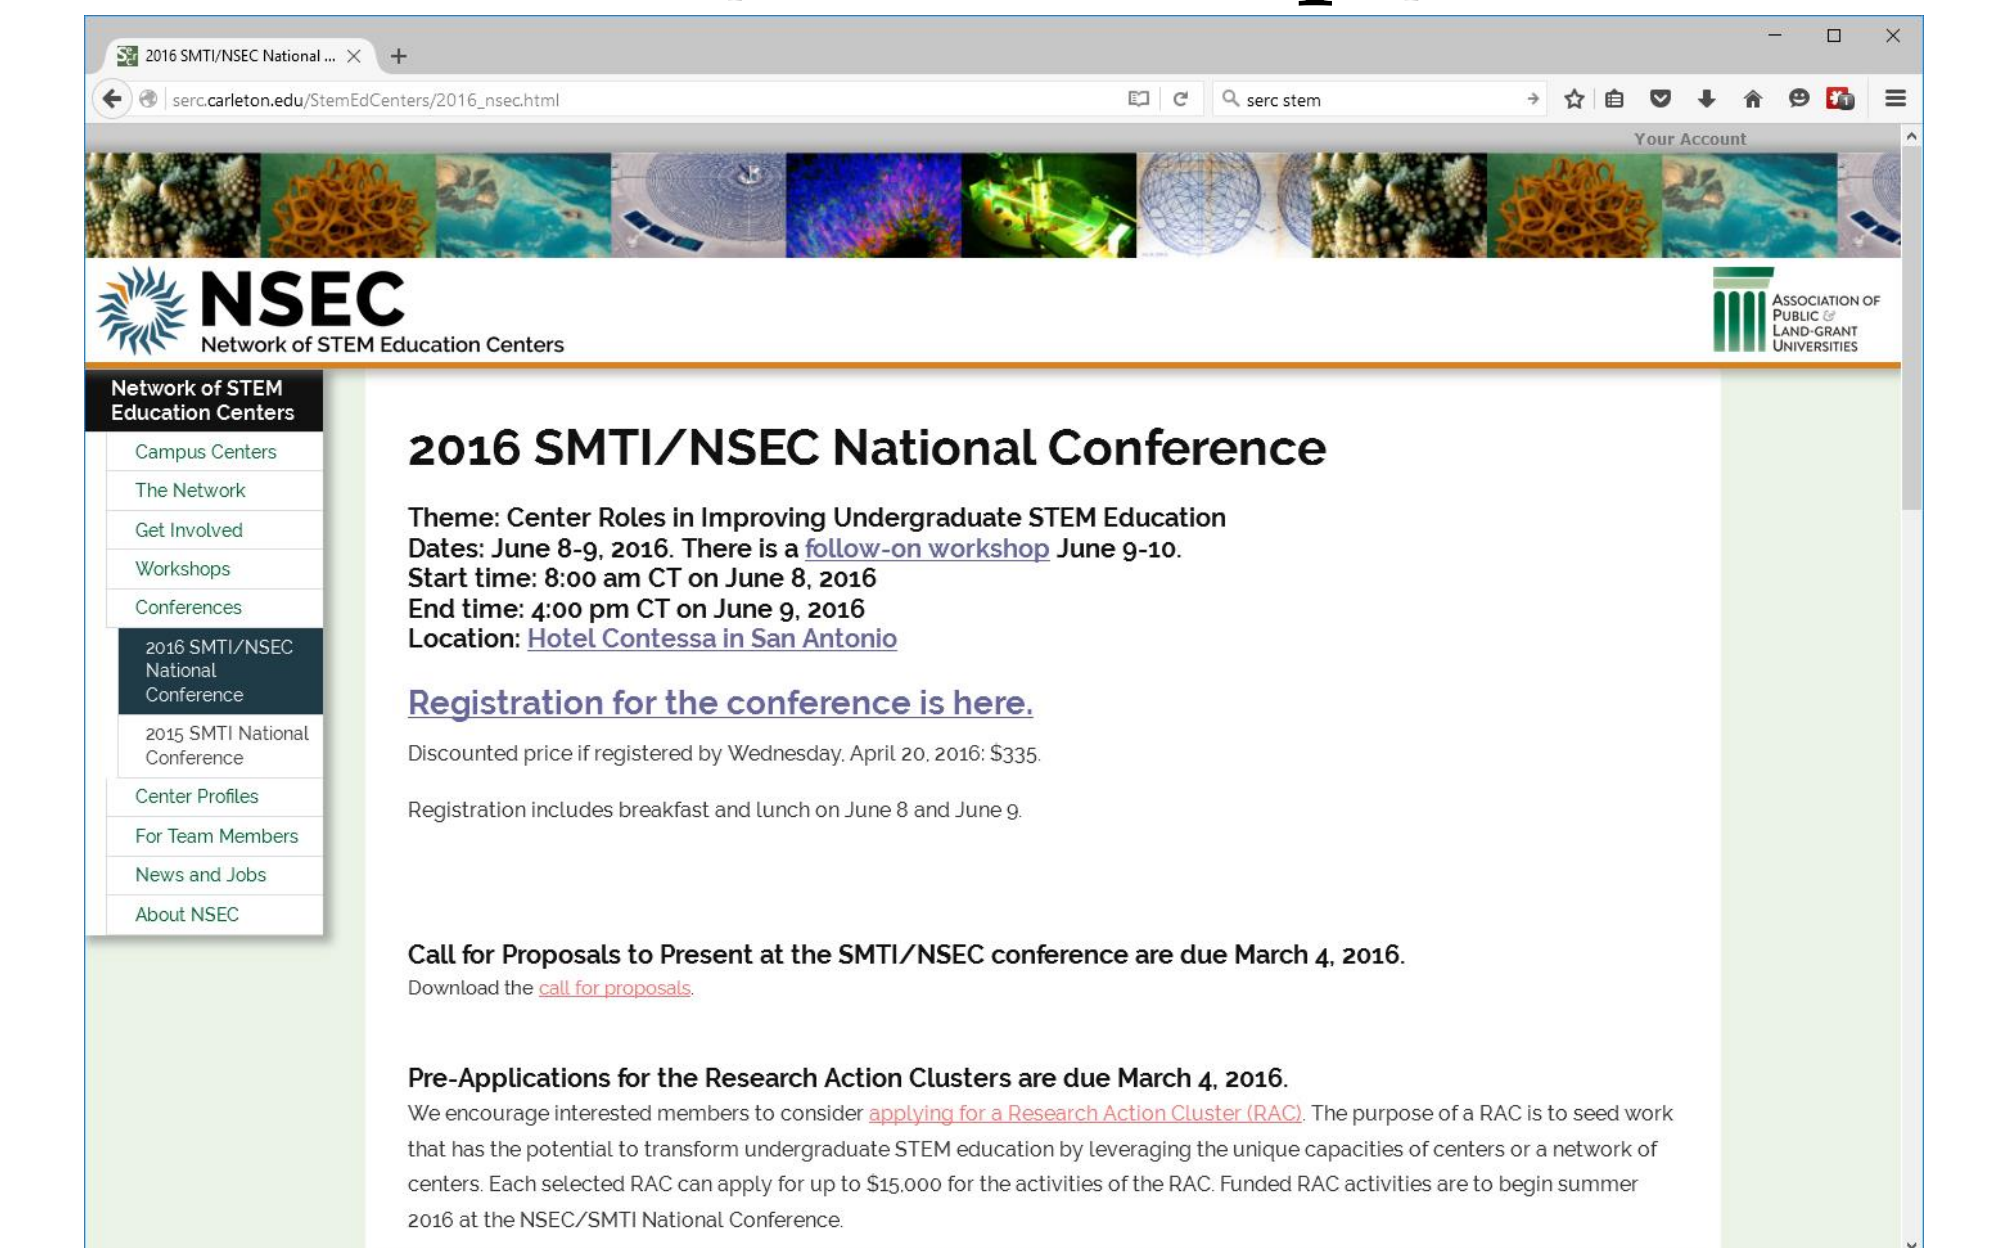 2016 SMTI/NSEC National ...
serc.carleton.edu/StemEdCenters/2016_nsec.html
serc stem
Your Account
NSEC
Network of STEM Education Centers
ASSOCIATION OF
PUBLIC &
LAND-GRANT
UNIVERSITIES
Network of STEM
Education Centers
Campus Centers
The Network
Get Involved
Workshops
Conferences
2016 SMTI/NSEC
National
Conference
2015 SMTI National
Conference
Center Profiles
For Team Members
News and Jobs
About NSEC
2016 SMTI/NSEC National Conference
Theme: Center Roles in Improving Undergraduate STEM Education
Dates: June 8-9, 2016. There is a follow-on workshop June 9-10.
Start time: 8:00 am CT on June 8, 2016
End time: 4:00 pm CT on June 9, 2016
Location: Hotel Contessa in San Antonio
Registration for the conference is here.
Discounted price if registered by Wednesday, April 20, 2016: $335.
Registration includes breakfast and lunch on June 8 and June 9.
Call for Proposals to Present at the SMTI/NSEC conference are due March 4, 2016.
Download the call for proposals.
Pre-Applications for the Research Action Clusters are due March 4, 2016.
We encourage interested members to consider applying for a Research Action Cluster (RAC). The purpose of a RAC is to seed work
that has the potential to transform undergraduate STEM education by leveraging the unique capacities of centers or a network of
centers. Each selected RAC can apply for up to $15,000 for the activities of the RAC. Funded RAC activities are to begin summer
2016 at the NSEC/SMTI National Conference.